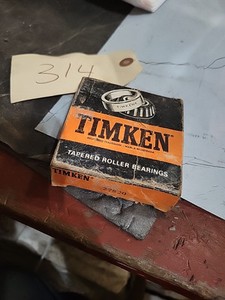 314
TIMKEN
TAPERED ROLLER BEARINGS
TIMKEN